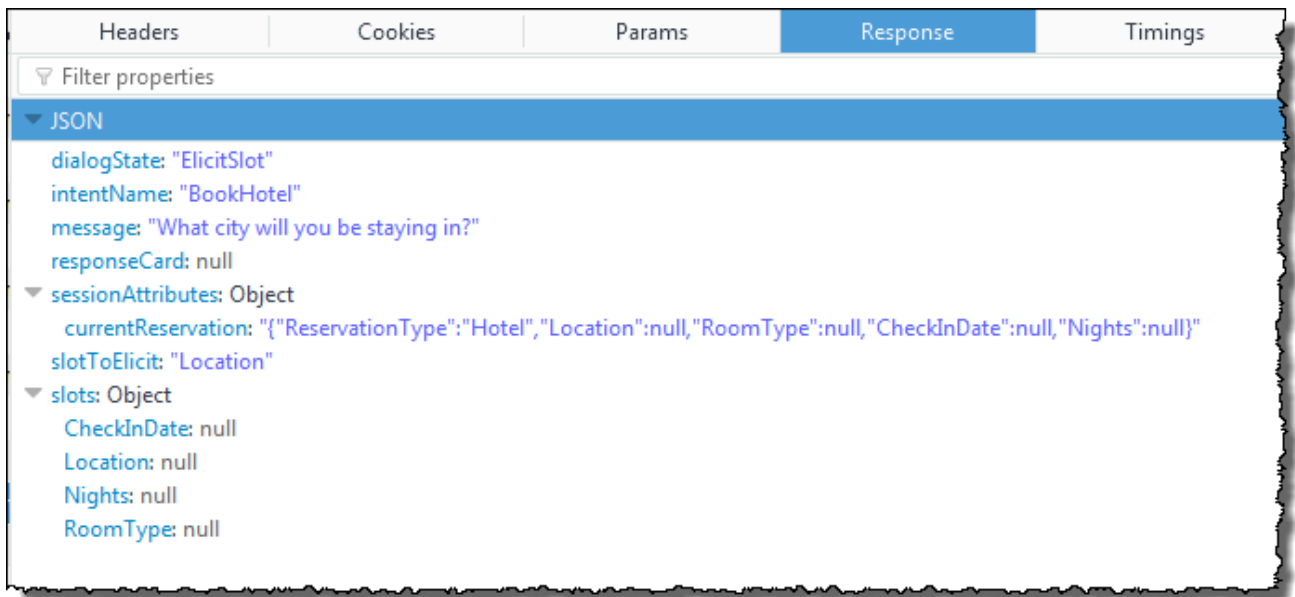 Headers Cookies Params Response Timings
Filter properties
JSON
dialogState: "ElicitSlot"
intentName: "BookHotel"
message: "What city will you be staying in?"
responseCard: null
sessionAttributes: Object
currentReservation: "{"ReservationType":"Hotel","Location":null,"RoomType":null,"CheckInDate":null,"Nights":null}"
slotToElicit: "Location"
slots: Object
CheckInDate: null
Location: null
Nights: null
RoomType: null